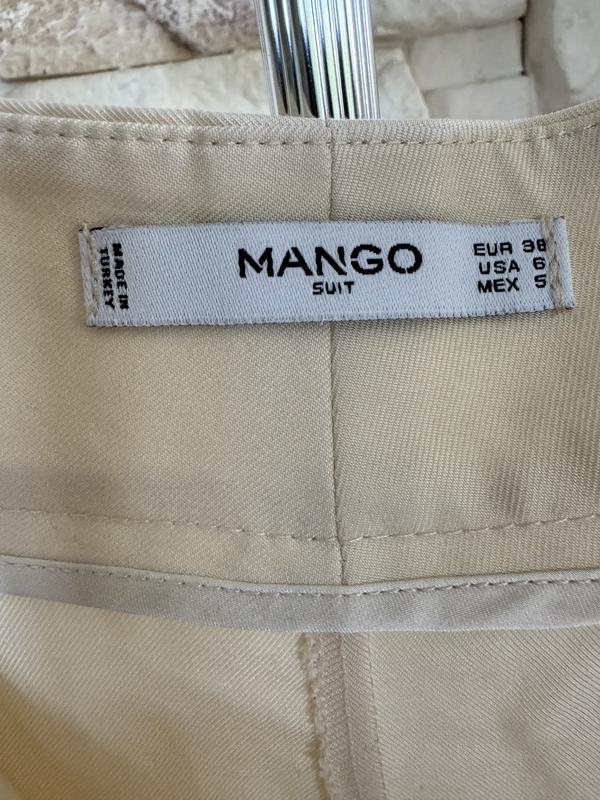 MADE IN
TURKEY
MANGO
SUIT
EUR 38
USA 6
MEX 5